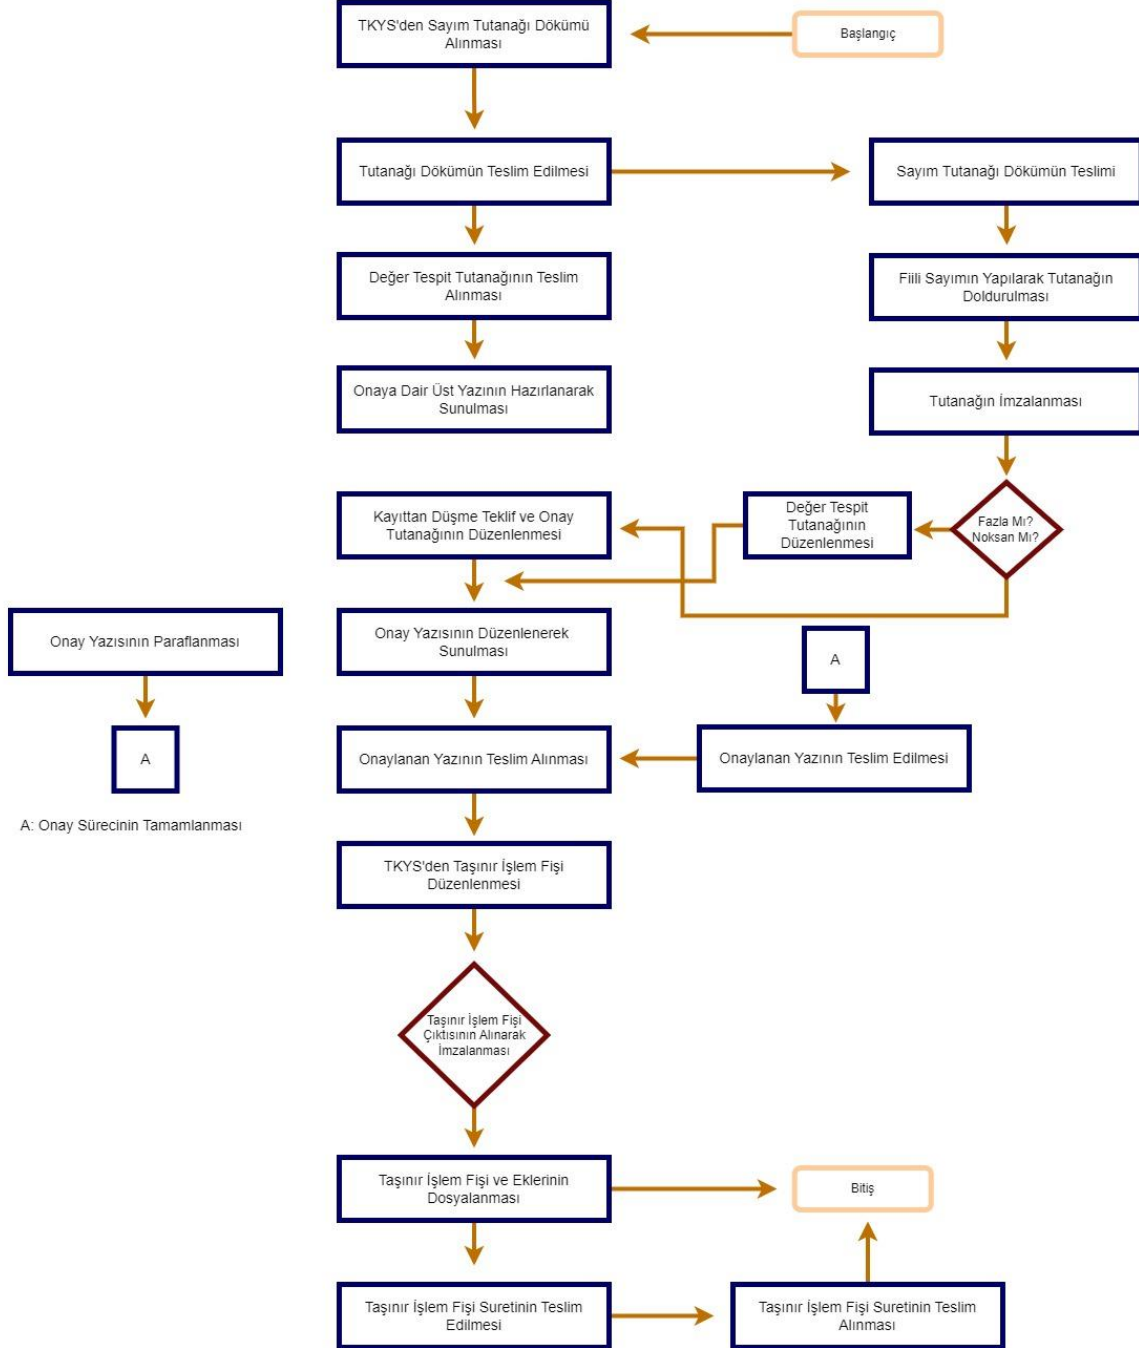 TKYS'den Sayım Tutanağı Dökümü
Alınması
Başlangıç
Tutanağı Dökümün Teslim Edilmesi
Sayım Tutanağı Dökümün Teslimi
Değer Tespit Tutanağının Teslim
Alınması
Fiili Sayımın Yapılarak Tutanağın
Doldurulması
Onaya Dair Üst Yazının Hazırlanarak
Sunulması
Tutanağın İmzalanması
Kayıttan Düşme Teklif ve Onay
Tutanağının Düzenlenmesi
Değer Tespit
Tutanağının
Düzenlenmesi
Fazla Mı?
Noksan Mı?
Onay Yazısının Paraflanması
Onay Yazısının Düzenlenerek
Sunulması
A
A
Onaylanan Yazının Teslim Alınması
Onaylanan Yazının Teslim Edilmesi
A: Onay Sürecinin Tamamlanması
TKYS'den Taşınır İşlem Fişi
Düzenlenmesi
Taşınır İşlem Fişi
Çıktısının Alınarak
İmzalanması
Taşınır İşlem Fişi ve Eklerinin
Dosyalanması
Bitiş
Taşınır İşlem Fişi Suretinin Teslim
Edilmesi
Taşınır İşlem Fişi Suretinin Teslim
Alınması